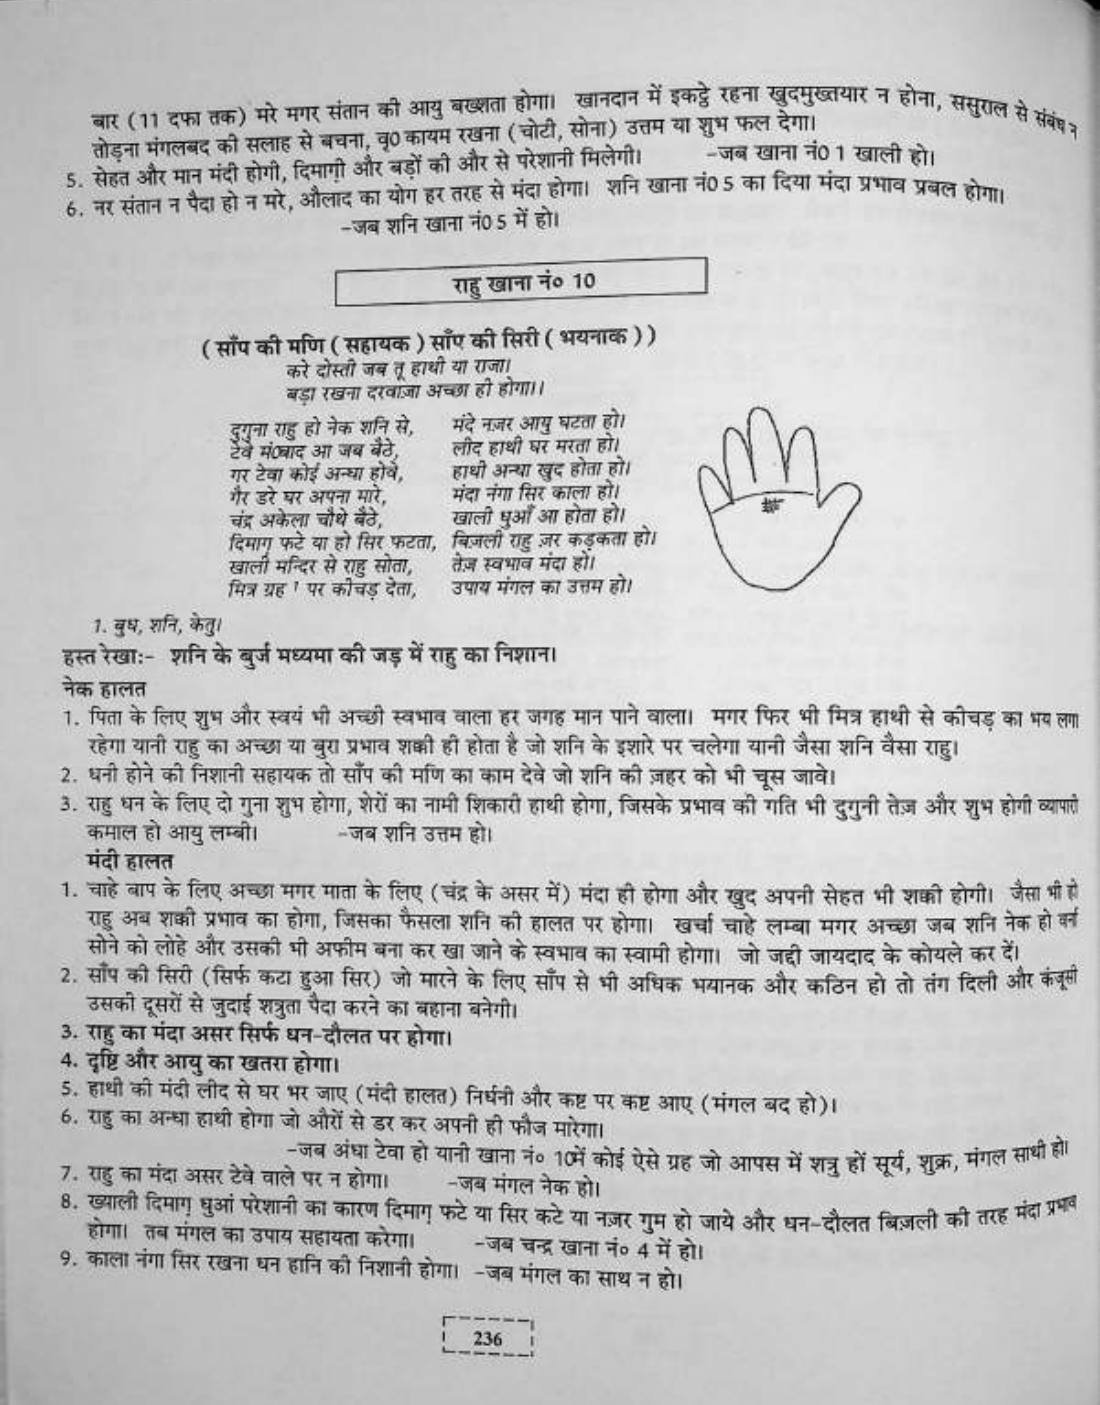 बार (11 दफा तक) मरे मगर संतान की आयु बख्शता होगा। खानदान में इकट्ठे रहना खुदमुख्तयार न होना, ससुराल से संबंध न
तोड़ना मंगलबद की सलाह से बचना, वृ0 कायम रखना (चोटी, सोना) उत्तम या शुभ फल देगा।
5. सेहत और मान मंदी होगी, दिमाग़ी और बड़ों की और से परेशानी मिलेगी। -जब खाना नं0 1 खाली हो।
6. नर संतान न पैदा हो न मरे, औलाद का योग हर तरह से मंदा होगा। शनि खाना नं0 5 का दिया मंदा प्रभाव प्रबल होगा।
-जब शनि खाना नं0 5 में हो।
राहु खाना नं० 10
(साँप की मणि (सहायक) साँए की सिरी (भयनाक))
करे दोस्ती जब तू हाथी या राजा।
बड़ा रखना दरवाज़ा अच्छा ही होगा।।
दुगुना राहु हो नेक शनि से, मंदे नज़र आयु घटता हो।
टेवे मं0बाद आ जब बैठे, लीद हाथी घर मरता हो।
गर टेवा कोई अन्धा होवे, हाथी अन्धा खुद होता हो।
गैर डरे घर अपना मारे, मंदा नंगा सिर काला हो।
चंद्र अकेला चौथे बैठे, खाली धुआँ आ होता हो।
दिमाग़ फटे या हो सिर फटता, बिज़ली राहु ज़र कड़कता हो।
खाली मन्दिर से राहु सोता, तेज़ स्वभाव मंदा हो।
मित्र ग्रह 1 पर कीचड़ देता, उपाय मंगल का उत्तम हो।
1. बुध, शनि, केतु।
हस्त रेखाः- शनि के बुर्ज मध्यमा की जड़ में राहु का निशान।
नेक हालत
1. पिता के लिए शुभ और स्वयं भी अच्छी स्वभाव वाला हर जगह मान पाने वाला। मगर फिर भी मित्र हाथी से कीचड़ का भय लगा
रहेगा यानी राहु का अच्छा या बुरा प्रभाव शक्की ही होता है जो शनि के इशारे पर चलेगा यानी जैसा शनि वैसा राहु।
2. धनी होने की निशानी सहायक तो साँप की मणि का काम देवे जो शनि की ज़हर को भी चूस जावे।
3. राहु धन के लिए दो गुना शुभ होगा, शेरों का नामी शिकारी हाथी होगा, जिसके प्रभाव की गति भी दुगुनी तेज़ और शुभ होगी व्यापारी
कमाल हो आयु लम्बी। -जब शनि उत्तम हो।
मंदी हालत
1. चाहे बाप के लिए अच्छा मगर माता के लिए (चंद्र के असर में) मंदा ही होगा और खुद अपनी सेहत भी शक्की होगी। जैसा भी हो
राहु अब शक्की प्रभाव का होगा, जिसका फैसला शनि की हालत पर होगा। खर्चा चाहे लम्बा मगर अच्छा जब शनि नेक हो वर्ना
सोने को लोहे और उसकी भी अफीम बना कर खा जाने के स्वभाव का स्वामी होगा। जो जद्दी जायदाद के कोयले कर दें।
2. साँप की सिरी (सिर्फ कटा हुआ सिर) जो मारने के लिए साँप से भी अधिक भयानक और कठिन हो तो तंग दिली और कंजूसी
उसकी दूसरों से जुदाई शत्रुता पैदा करने का बहाना बनेगी।
3. राहु का मंदा असर सिर्फ धन-दौलत पर होगा।
4. दृष्टि और आयु का खतरा होगा।
5. हाथी की मंदी लीद से घर भर जाए (मंदी हालत) निर्धनी और कष्ट पर कष्ट आए (मंगल बद हो)।
6. राहु का अन्धा हाथी होगा जो औरों से डर कर अपनी ही फौज मारेगा।
-जब अंधा टेवा हो यानी खाना नं० 10में कोई ऐसे ग्रह जो आपस में शत्रु हों सूर्य, शुक्र, मंगल साथी हो।
7. राहु का मंदा असर टेवे वाले पर न होगा। -जब मंगल नेक हो।
8. ख्याली दिमाग़ धुआं परेशानी का कारण दिमाग़ फटे या सिर कटे या नज़र गुम हो जाये और धन-दौलत बिज़ली की तरह मंदा प्रभाव
होगा। तब मंगल का उपाय सहायता करेगा। -जब चन्द्र खाना नं० 4 में हो।
9. काला नंगा सिर रखना धन हानि की निशानी होगा। -जब मंगल का साथ न हो।
236